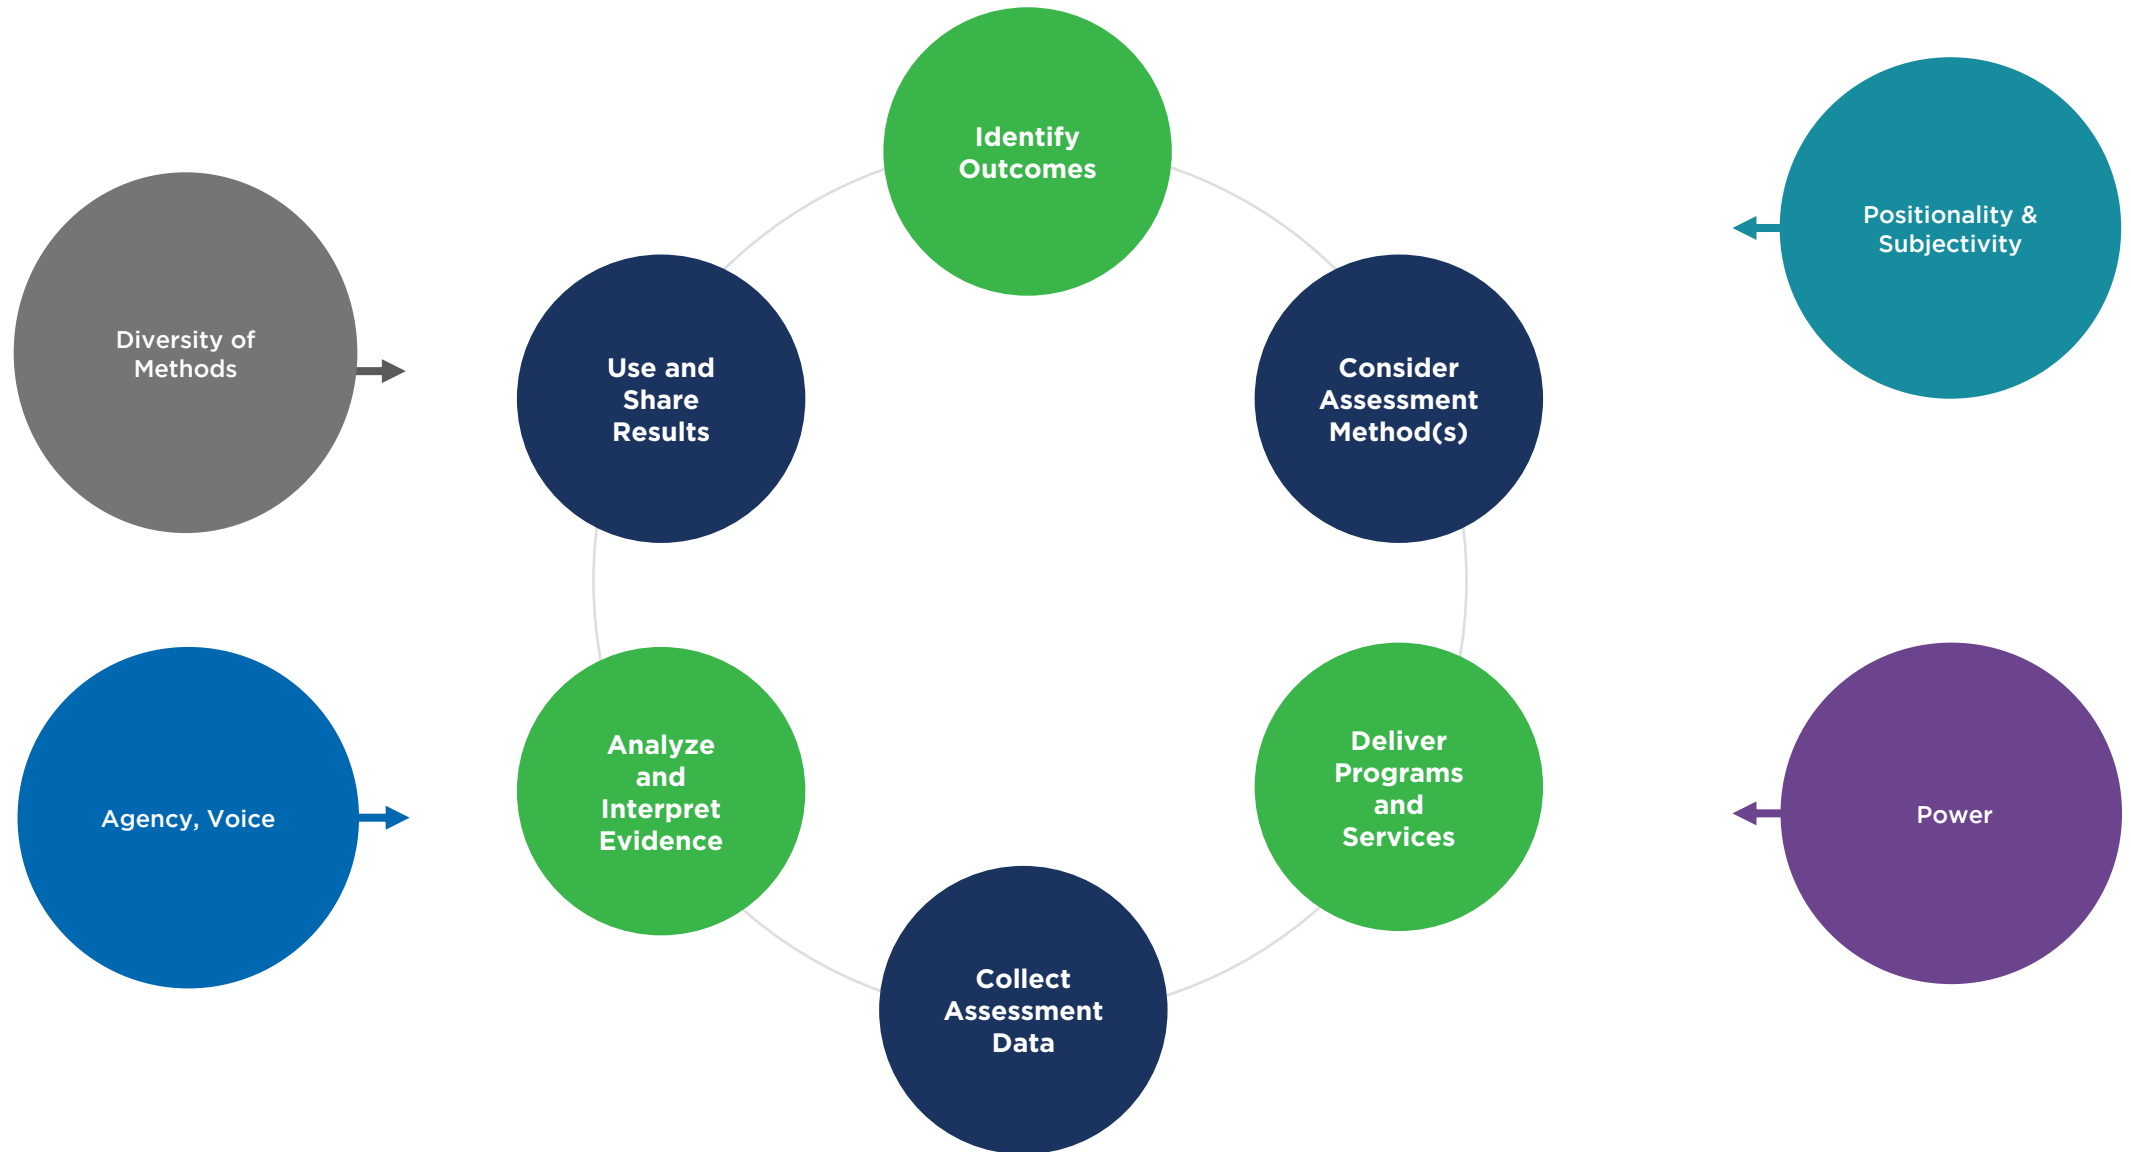 Identify
Outcomes
Positionality &
Subjectivity
Diversity of
Methods
Use and
Share
Results
Consider
Assessment
Method(s)
Analyze
and
Interpret
Evidence
Deliver
Programs
and
Services
Agency, Voice
Power
Collect
Assessment
Data